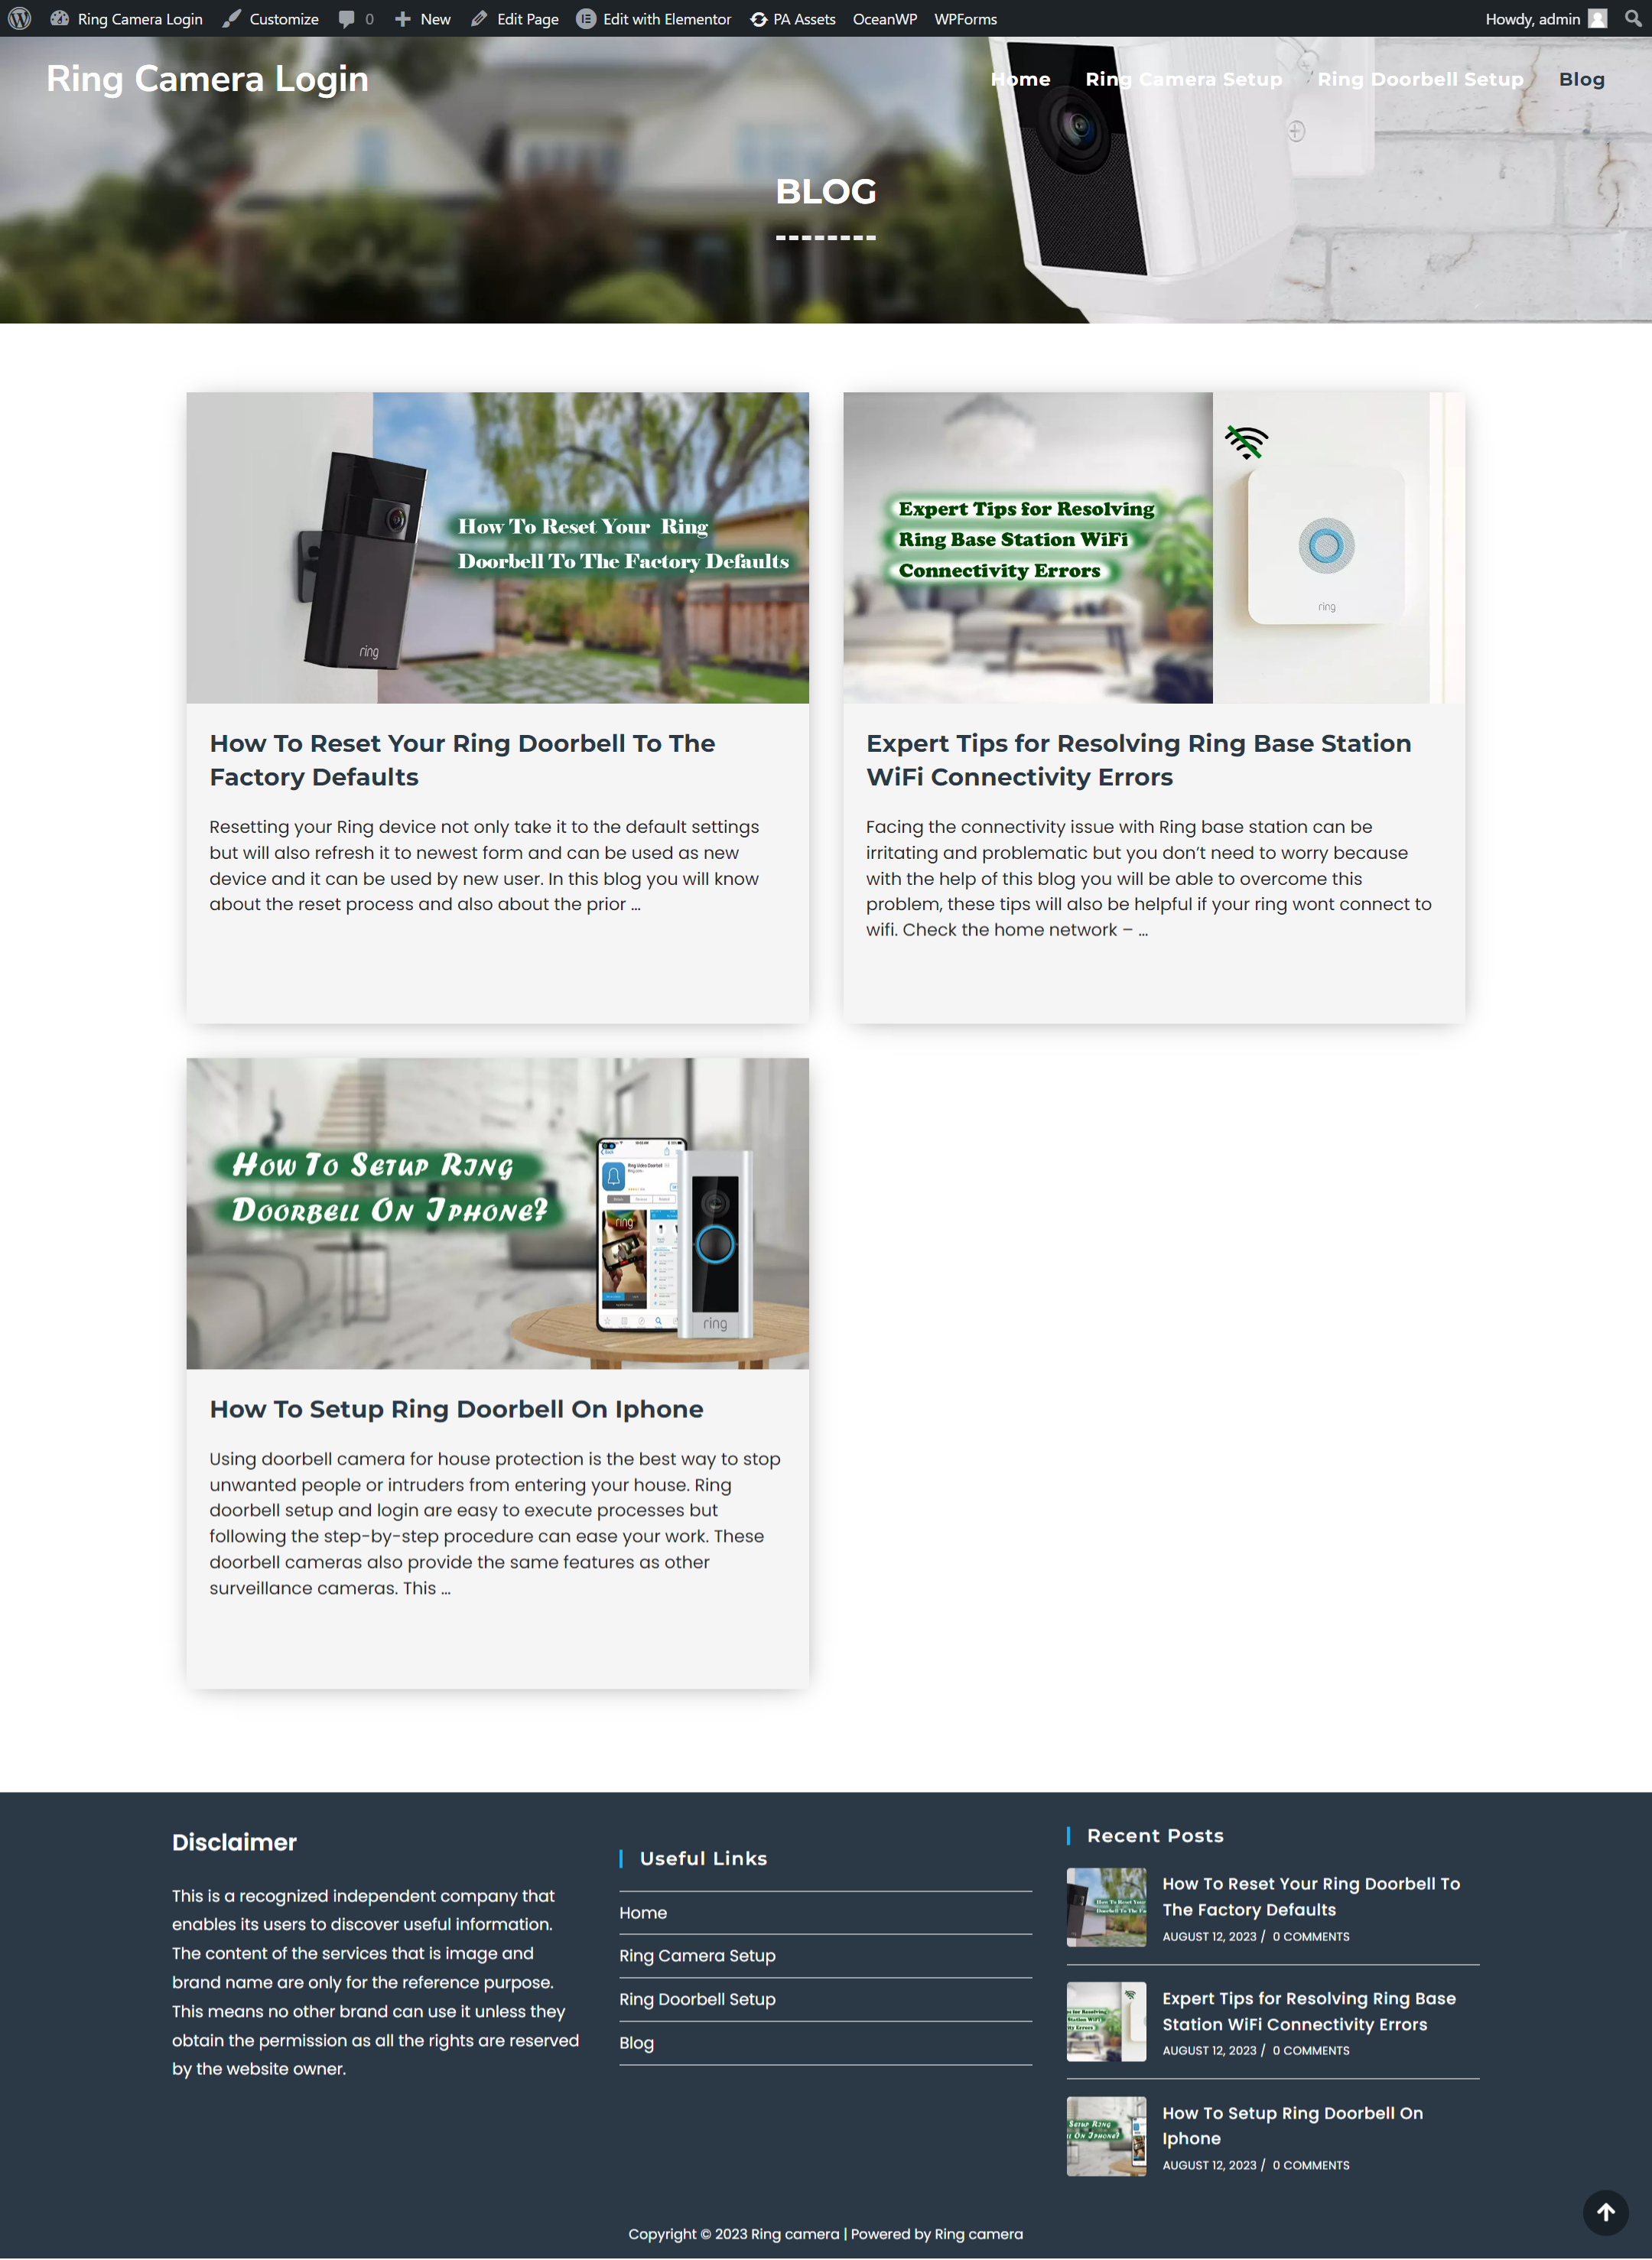 Ring Camera Login Customize 0 New Edit Page Edit with Elementor PA Assets OceanWP WPForms Howdy, admin
Ring Camera Login
Home Ring Camera Setup Ring Doorbell Setup Blog
BLOG
How To Reset Your Ring
Doorbell To The Factory Defaults
ring
Expert Tips for Resolving
Ring Base Station WiFi
Connectivity Errors
ring
How To Reset Your Ring Doorbell To The
Factory Defaults
Resetting your Ring device not only take it to the default settings
but will also refresh it to newest form and can be used as new
device and it can be used by new user. In this blog you will know
about the reset process and also about the prior ...
Expert Tips for Resolving Ring Base Station
WiFi Connectivity Errors
Facing the connectivity issue with Ring base station can be
irritating and problematic but you don’t need to worry because
with the help of this blog you will be able to overcome this
problem, these tips will also be helpful if your ring wont connect to
wifi. Check the home network – ...
How To Setup Ring
Doorbell On Iphone?
Ring Video Doorbell
ring
ring
How To Setup Ring Doorbell On Iphone
Using doorbell camera for house protection is the best way to stop
unwanted people or intruders from entering your house. Ring
doorbell setup and login are easy to execute processes but
following the step-by-step procedure can ease your work. These
doorbell cameras also provide the same features as other
surveillance cameras. This ...
Disclaimer
This is a recognized independent company that
enables its users to discover useful information.
The content of the services that is image and
brand name are only for the reference purpose.
This means no other brand can use it unless they
obtain the permission as all the rights are reserved
by the website owner.
Useful Links
Home
Ring Camera Setup
Ring Doorbell Setup
Blog
Recent Posts
How To Reset Your Ring Doorbell To
The Factory Defaults
AUGUST 12, 2023 / 0 COMMENTS
Expert Tips for Resolving Ring Base
Station WiFi Connectivity Errors
AUGUST 12, 2023 / 0 COMMENTS
How To Setup Ring Doorbell On
Iphone
AUGUST 12, 2023 / 0 COMMENTS
Copyright © 2023 Ring camera | Powered by Ring camera